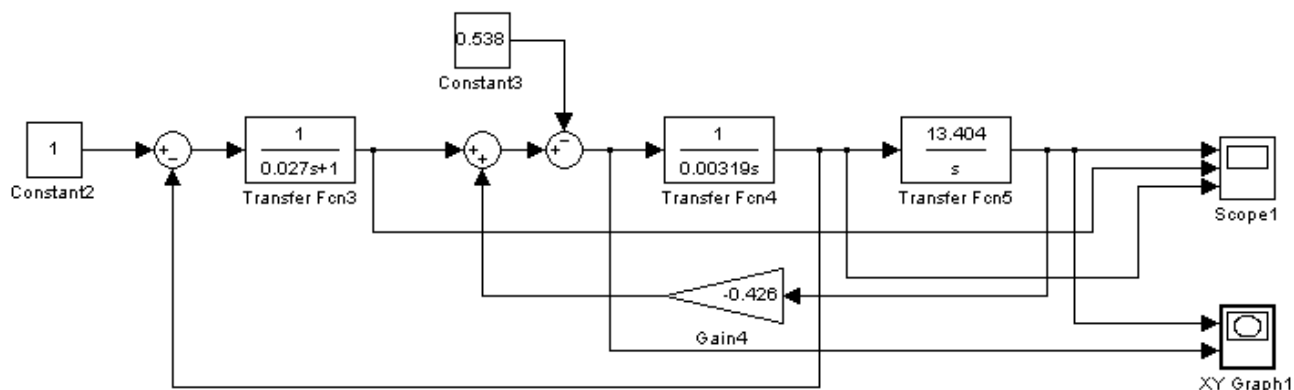 0.538
Constant3
1
Constant2
+
−
1
0.027s+1
Transfer Fcn3
+
+
−
+
1
0.00319s
Transfer Fcn4
13.404
s
Transfer Fcn5
Scope1
-0.426
Gain4
XY Graph1